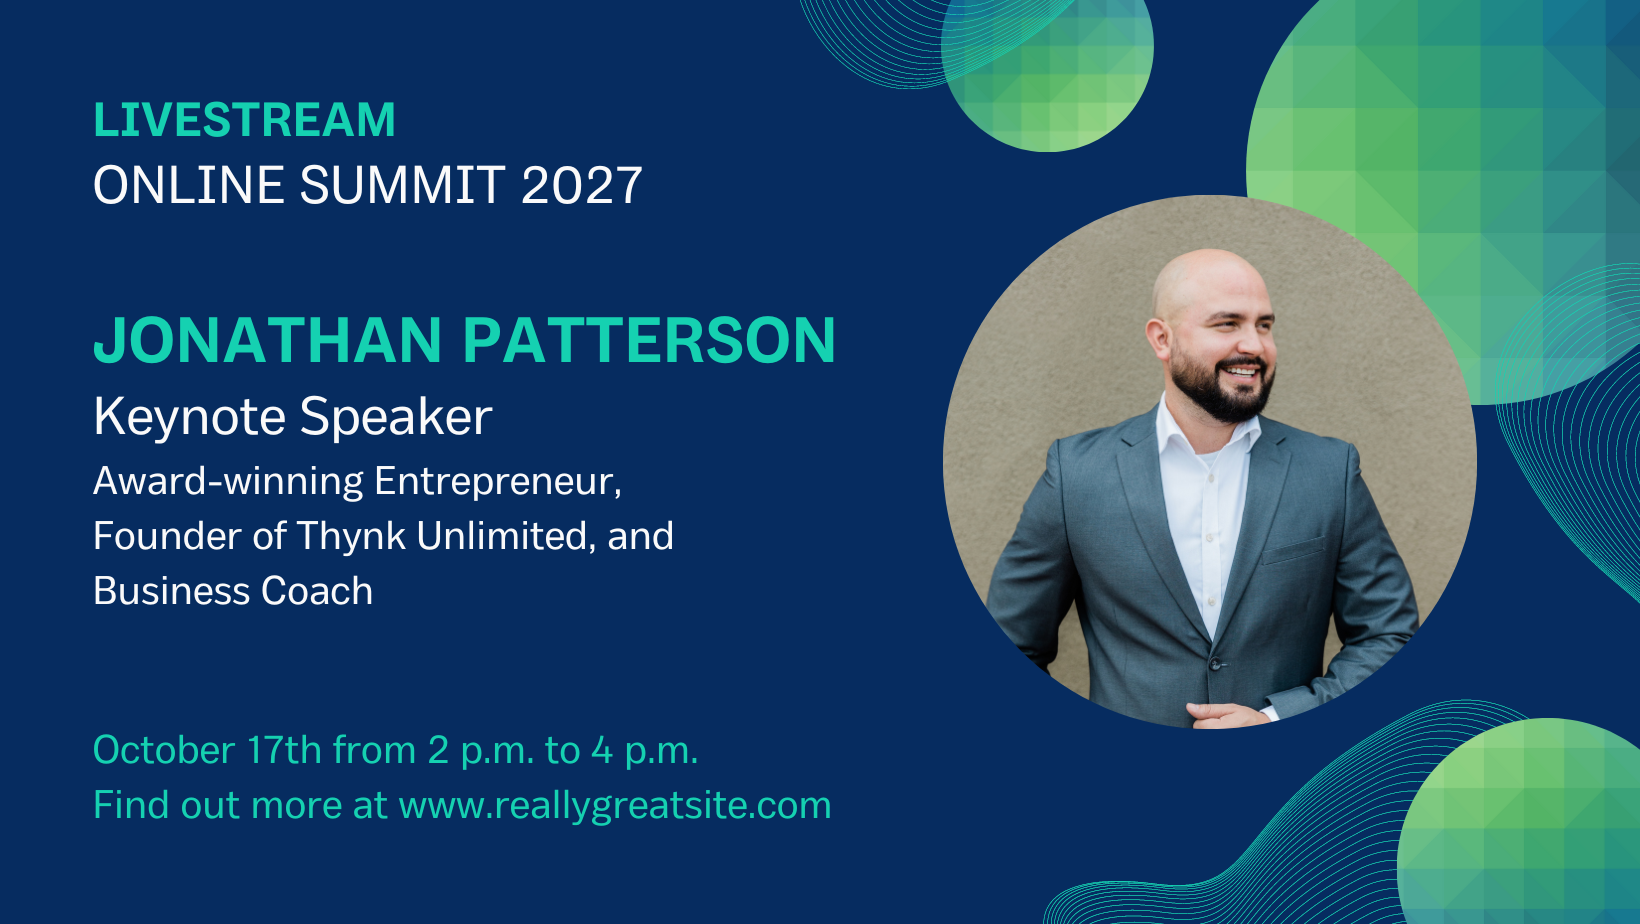 LIVESTREAM
ONLINE SUMMIT 2027
JONATHAN PATTERSON
Keynote Speaker
Award-winning Entrepreneur,
Founder of Thynk Unlimited, and
Business Coach
October 17th from 2 p.m. to 4 p.m.
Find out more at www.reallygreatsite.com